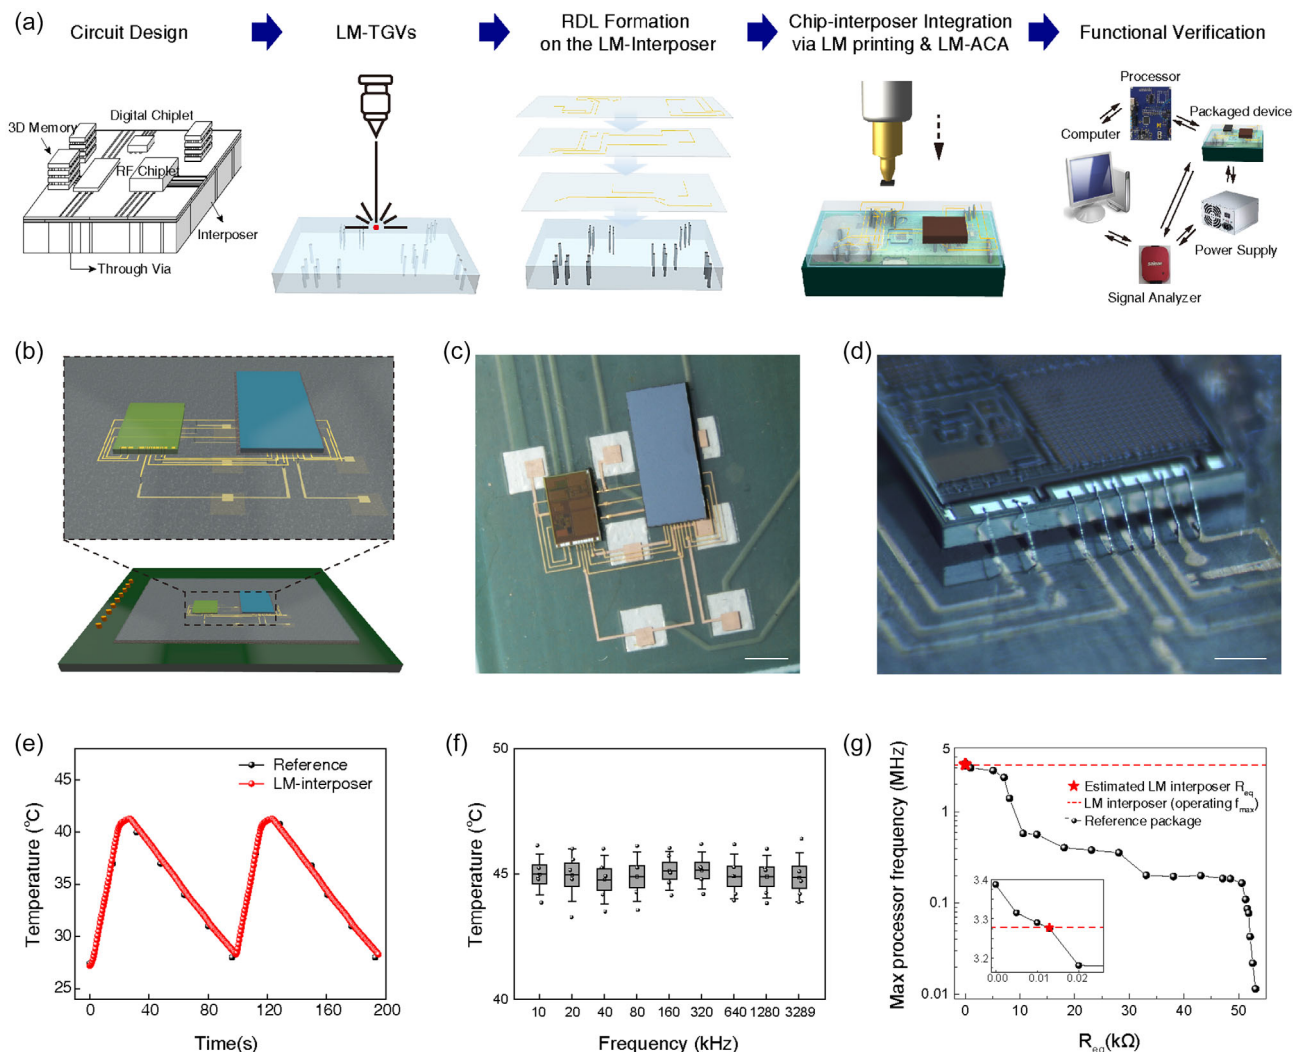 (a)
Circuit Design
LM-TGVs
RDL Formation
on the LM-Interposer
Chip-interposer Integration
via LM printing & LM-ACA
Functional Verification
3D Memory
Digital Chiplet
RF Chiplet
Interposer
Through Via
Processor
Packaged device
Computer
Power Supply
Signal Analyzer
(b)
(c)
(d)
(e)
Temperature (°C)
45
40
35
30
25
Reference
LM-interposer
0
40
80
120
160
200
Time(s)
(f)
Temperature (°C)
50
45
40
10
20
40
80
160
320
640
1280
3289
Frequency (kHz)
(g)
Max processor frequency (MHz)
5
1
0.1
0.01
Estimated LM interposer Req
LM interposer (operating fmax)
Reference package
3.4
3.3
3.2
0.00
0.01
0.02
0
10
20
30
40
50
Req(kΩ)